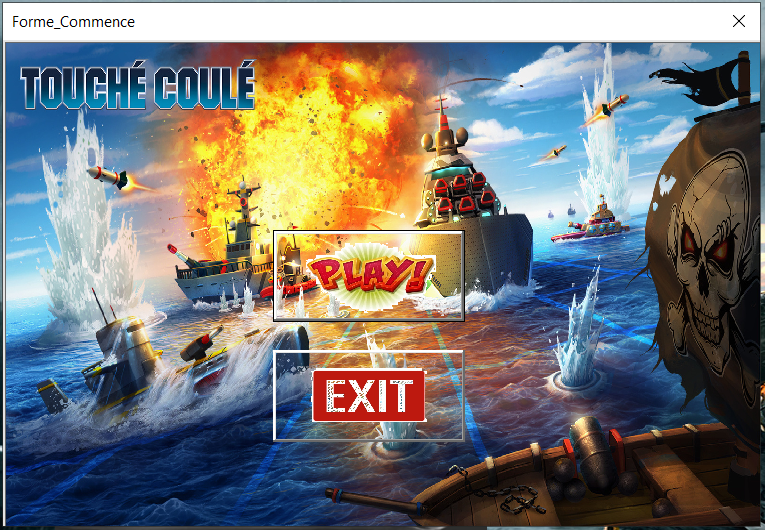 Forme_Commence
TOUCHÉ COULÉ
PLAY!
EXIT